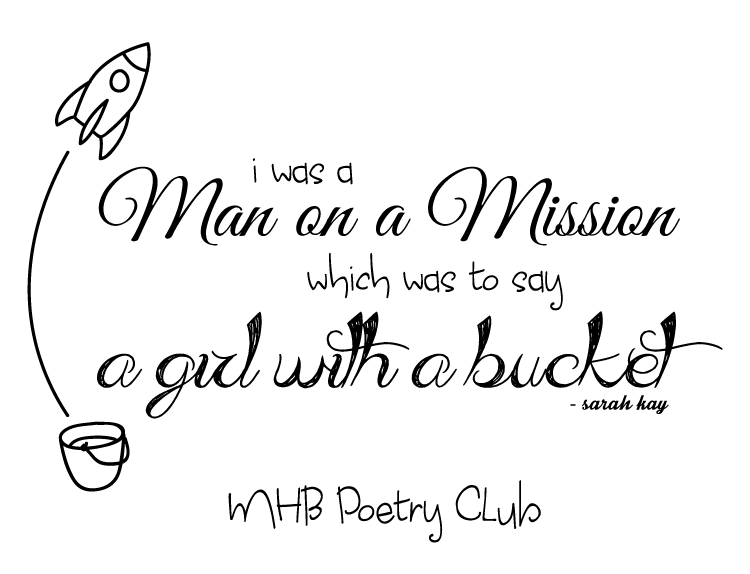 i was a
Man on a Mission
which was to say
a girl with a bucket
- sarah kay
MHB Poetry CLub